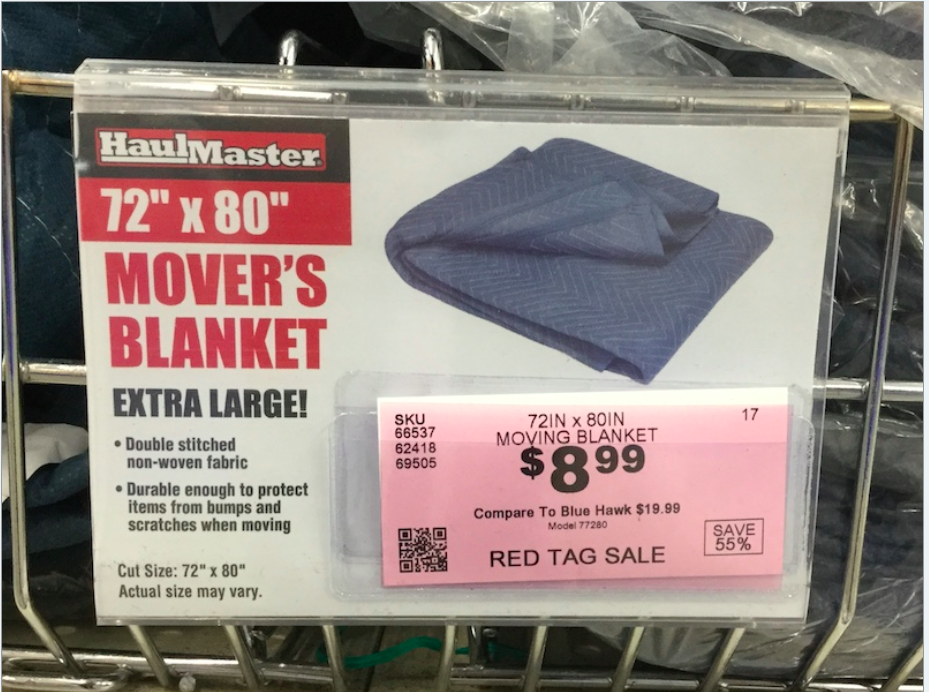 HaulMaster
72" x 80"
MOVER'S
BLANKET
EXTRA LARGE!
• Double stitched
non-woven fabric
• Durable enough to protect
items from bumps and
scratches when moving
Cut Size: 72" x 80"
Actual size may vary.
SKU
66537
62418
69505
72IN x 80IN
MOVING BLANKET
17
$8.99
Compare To Blue Hawk $19.99
Model 77280
RED TAG SALE
SAVE
55%